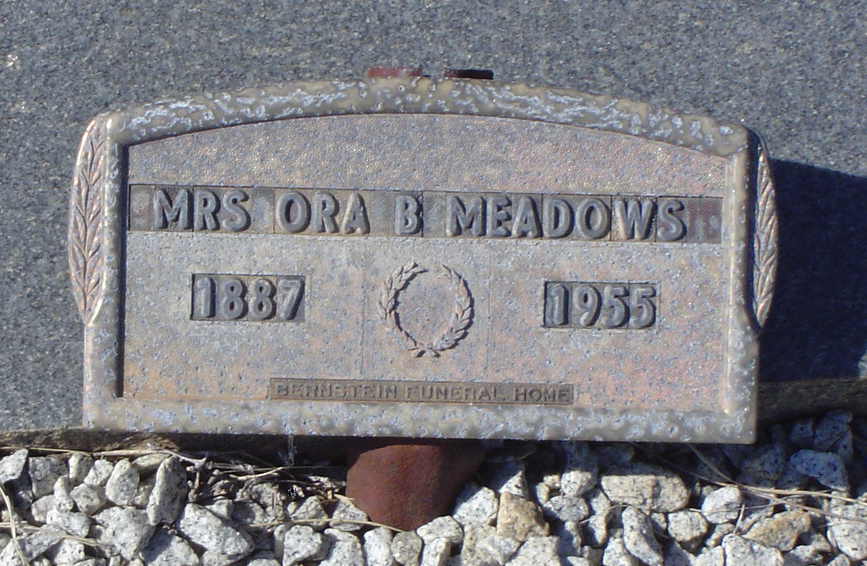 MRS ORA B MEADOWS
1887 1955
BERNSTEIN FUNERAL HOME